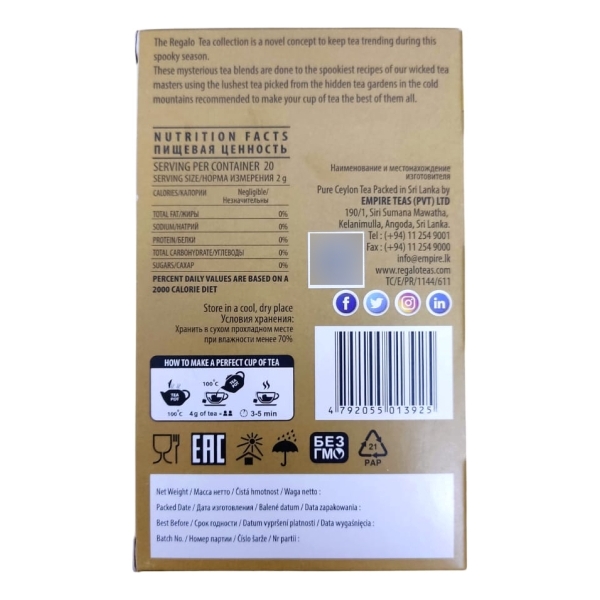 The Regalo Tea collection is a novel concept to keep tea trending during this
spooky season.
These mysterious tea blends are done to the spookiest recipes of our wicked tea
masters using the lushest tea picked from the hidden tea gardens in the cold
mountains recommended to make your cup of tea the best of them all.
NUTRITION FACTS
ПИЩЕВАЯ ЦЕННОСТЬ
SERVING PER CONTAINER 20
SERVING SIZE/НОРМА ИЗМЕРЕНИЯ 2 g
CALORIES/КАЛОРИИ Negligible/
Незначительны
TOTAL FAT/ЖИРЫ 0%
SODIUM/НАТРИЙ 0%
PROTEIN/БЕЛКИ 0%
TOTAL CARBOHYDRATE/УГЛЕВОДЫ 0%
SUGARS/САХАР 0%
PERCENT DAILY VALUES ARE BASED ON A
2000 CALORIE DIET
Store in a cool, dry place
Условия хранения:
Хранить в сухом прохладном месте
при влажности менее 70%
HOW TO MAKE A PERFECT CUP OF TEA
TEA
POT
100°C
100°C
TEA
POT
4 g of tea =
3-5 min
Наименование и местонахождение
изготовителя
Pure Ceylon Tea Packed in Sri Lanka by
EMPIRE TEAS (PVT) LTD
190/1, Siri Sumana Mawatha,
Kelanimulla, Angoda, Sri Lanka.
Tel : (+94) 11 254 9001
Fax : (+94) 11 254 9000
info@empire.lk
www.regaloteas.com
TC/E/PR/1144/611
f
in
4 792055 013925
EAC
БЕЗ
ГМО
21
PAP
Net Weight / Масса нетто / Čistá hmotnost / Waga netto :
Packed Date / Дата изготовления / Balené datum / Data zapakowania :
Best Before / Срок годности / Datum vypršení platnosti / Data wygaśnięcia :
Batch No. / Номер партии / Číslo šarže / Nr partii :